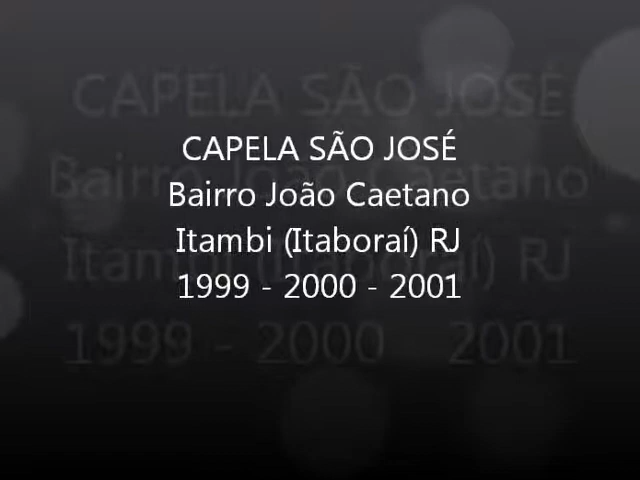 CAPELA SÃO JOSÉ
Bairro João Caetano
Itambi (Itaboraí) RJ
1999 - 2000 - 2001